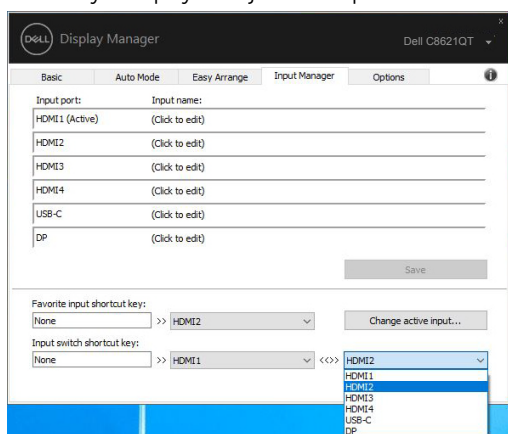 DELL Display Manager
x
Dell C8621QT
Basic Auto Mode Easy Arrange Input Manager Options i
Input port: Input name:
HDMI1 (Active) (Click to edit)
HDMI2 (Click to edit)
HDMI3 (Click to edit)
HDMI4 (Click to edit)
USB-C (Click to edit)
DP (Click to edit)
Save
Favorite input shortcut key:
None >> HDMI2 Change active input...
Input switch shortcut key:
None >> HDMI1 <<>> HDMI2
HDMI1
HDMI2
HDMI3
HDMI4
USB-C
DP